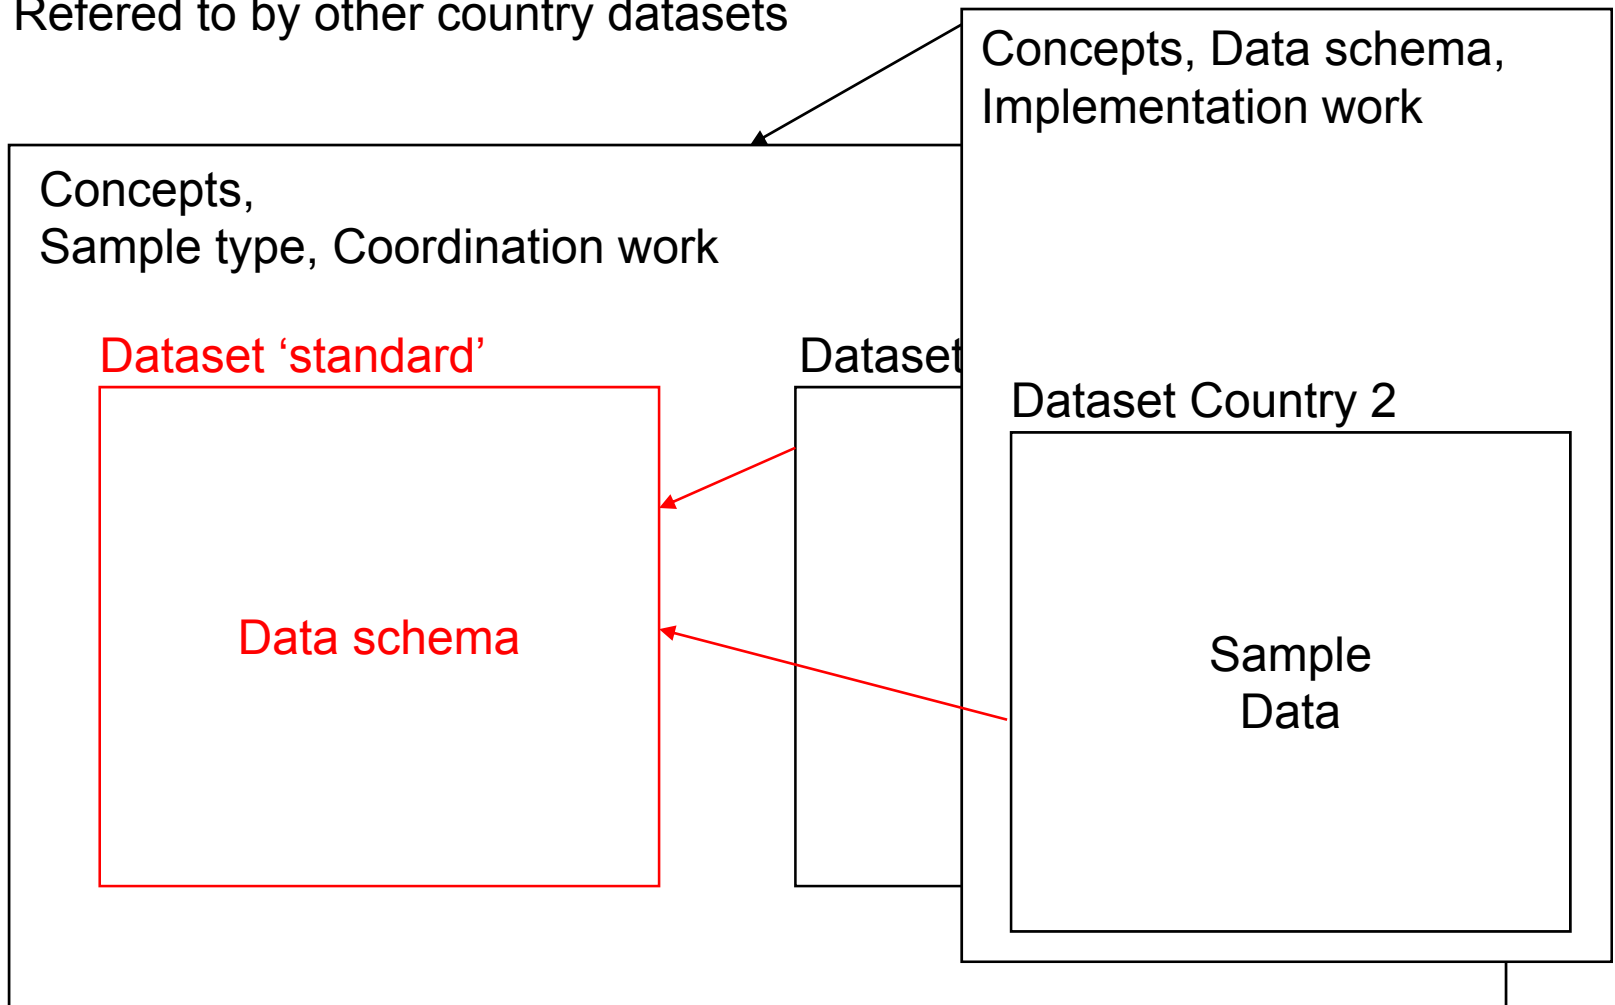 Refered to by other country datasets
Concepts, Data schema,
Implementation work
Concepts,
Sample type, Coordination work
Dataset ‘standard’
Dataset
Dataset Country 2
Data schema
Sample
Data